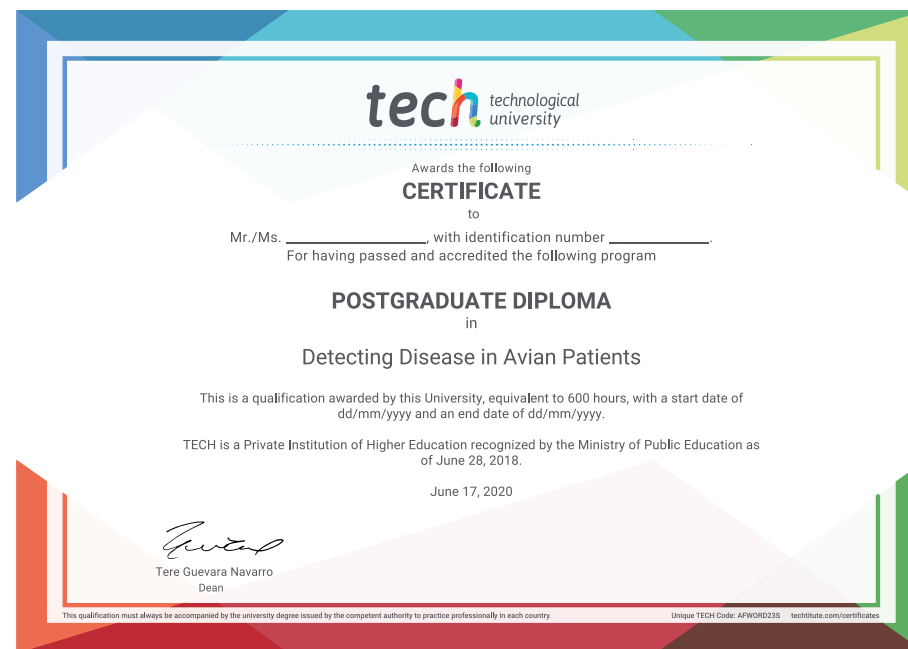 tech technological
university
Awards the following
CERTIFICATE
to
Mr./Ms. ____________________, with identification number ______________.
For having passed and accredited the following program
POSTGRADUATE DIPLOMA
in
Detecting Disease in Avian Patients
This is a qualification awarded by this University, equivalent to 600 hours, with a start date of
dd/mm/yyyy and an end date of dd/mm/yyyy.
TECH is a Private Institution of Higher Education recognized by the Ministry of Public Education as
of June 28, 2018.
June 17, 2020
Tere Guevara Navarro
Dean
This qualification must always be accompanied by the university degree issued by the competent authority to practice professionally in each country.
Unique TECH Code: AFWORD23S techtitute.com/certificates